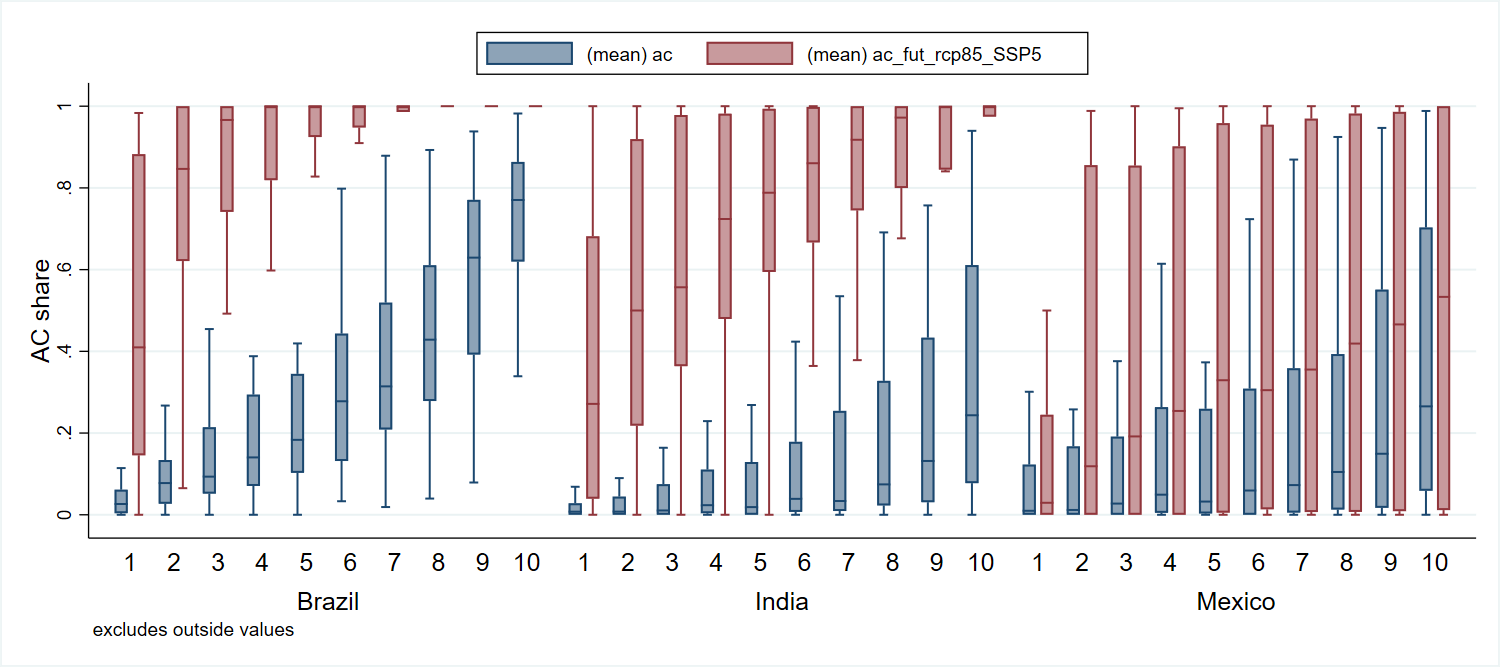 (mean) ac (mean) ac_fut_rcp85_SSP5
AC share
1
.8
.6
.4
.2
0
1 2 3 4 5 6 7 8 9 10 1 2 3 4 5 6 7 8 9 10 1 2 3 4 5 6 7 8 9 10
Brazil India Mexico
excludes outside values